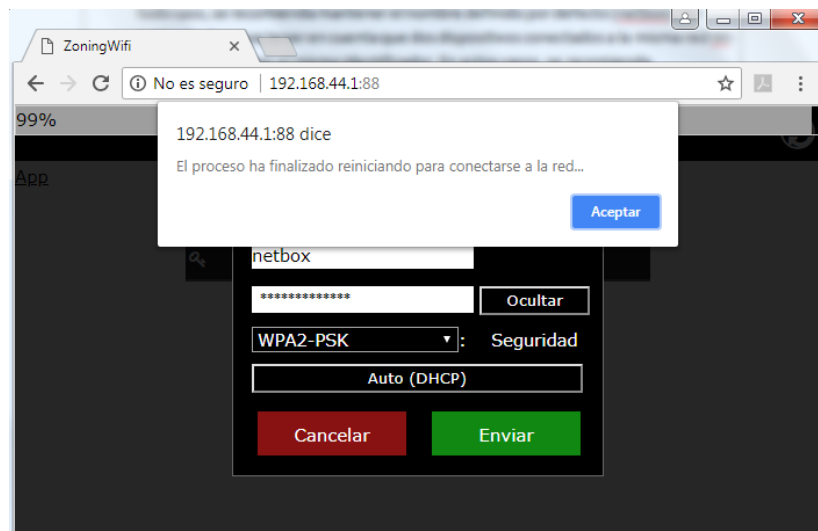 ZoningWifi
No es seguro | 192.168.44.1:88
99%
192.168.44.1:88 dice
El proceso ha finalizado reiniciando para conectarse a la red...
Aceptar
App
netbox
************* Ocultar
WPA2-PSK : Seguridad
Auto (DHCP)
Cancelar Enviar